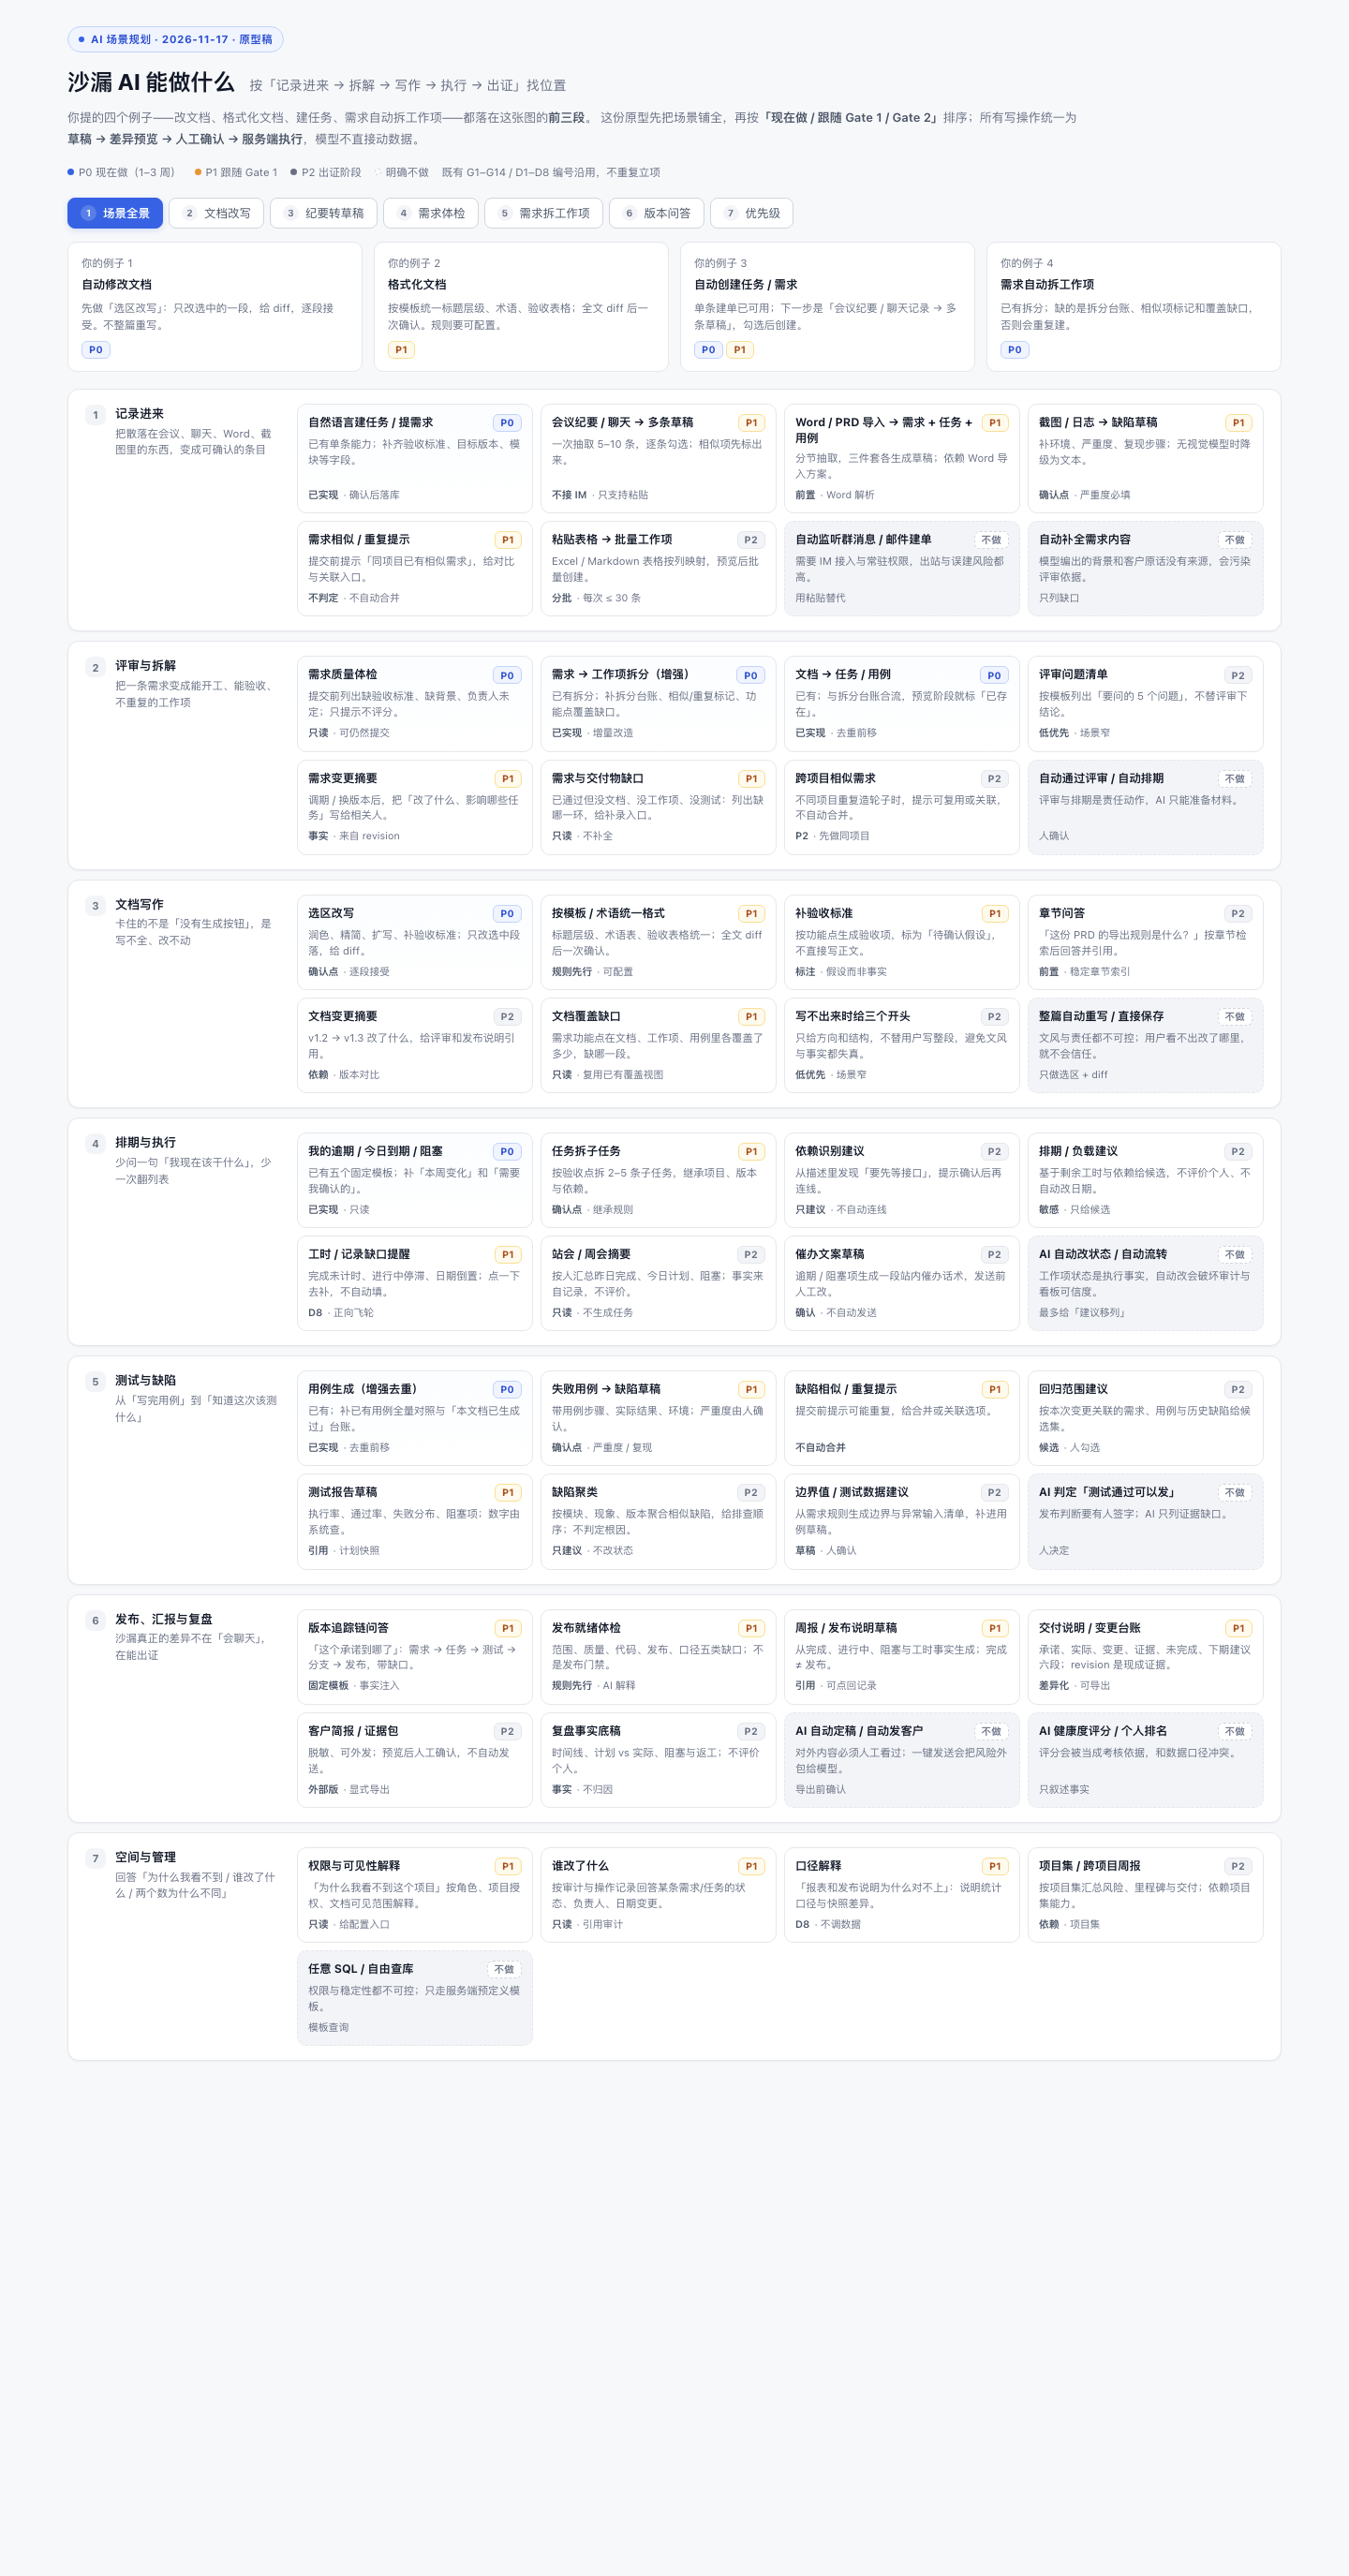 AI 场景规划 · 2026-11-17 · 原型稿
沙漏 AI 能做什么 按「记录进来 → 拆解 → 写作 → 执行 → 出证」找位置
你提的四个例子——改文档、格式化文档、建任务、需求自动拆工作项——都落在这张图的前三段。 这份原型先把场景铺全，再按「现在做 / 跟随 Gate 1 / Gate 2」排序；所有写操作统一为
草稿 → 差异预览 → 人工确认 → 服务端执行，模型不直接动数据。
P0 现在做（1–3 周） P1 跟随 Gate 1 P2 出证阶段 明确不做 既有 G1–G14 / D1–D8 编号沿用，不重复立项
1 场景全景 2 文档改写 3 纪要转草稿 4 需求体检 5 需求拆工作项 6 版本问答 7 优先级
你的例子 1
自动修改文档
先做「选区改写」：只改选中的一段，给 diff，逐段接
受。不整篇重写。
P0
你的例子 2
格式化文档
按模板统一标题层级、术语、验收表格；全文 diff 后一
次确认。规则要可配置。
P1
你的例子 3
自动创建任务 / 需求
单条建单已可用；下一步是「会议纪要 / 聊天记录 → 多
条草稿」，勾选后创建。
P0 P1
你的例子 4
需求自动拆工作项
已有拆分；缺的是拆分台账、相似项标记和覆盖缺口，
否则会重复建。
P0
1 记录进来
把散落在会议、聊天、Word、截
图里的东西，变成可确认的条目
自然语言建任务 / 提需求 P0
已有单条能力；补齐验收标准、目标版本、模
块等字段。
已实现 · 确认后落库
会议纪要 / 聊天 → 多条草稿 P1
一次抽取 5–10 条，逐条勾选；相似项先标出
来。
不接 IM · 只支持粘贴
Word / PRD 导入 → 需求 + 任务 + P1
用例
分节抽取，三件套各生成草稿；依赖 Word 导
入方案。
前置 · Word 解析
截图 / 日志 → 缺陷草稿 P1
补环境、严重度、复现步骤；无视觉模型时降
级为文本。
确认点 · 严重度必填
需求相似 / 重复提示 P1
提交前提示「同项目已有相似需求」，给对比
与关联入口。
不判定 · 不自动合并
粘贴表格 → 批量工作项 P2
Excel / Markdown 表格按列映射，预览后批
量创建。
分批 · 每次 ≤ 30 条
自动监听群消息 / 邮件建单 不做
需要 IM 接入与常驻权限，出站与误建风险都
高。
用粘贴替代
自动补全需求内容 不做
模型编出的背景和客户原话没有来源，会污染
评审依据。
只列缺口
2 评审与拆解
把一条需求变成能开工、能验收、
不重复的工作项
需求质量体检 P0
提交前列出缺验收标准、缺背景、负责人未
定；只提示不评分。
只读 · 可仍然提交
需求 → 工作项拆分（增强） P0
已有拆分；补拆分台账、相似/重复标记、功
能点覆盖缺口。
已实现 · 增量改造
文档 → 任务 / 用例 P0
已有；与拆分台账合流，预览阶段就标「已存
在」。
已实现 · 去重前移
评审问题清单 P2
按模板列出「要问的 5 个问题」，不替评审下
结论。
低优先 · 场景窄
需求变更摘要 P1
调期 / 换版本后，把「改了什么、影响哪些任
务」写给相关人。
事实 · 来自 revision
需求与交付物缺口 P1
已通过但没文档、没工作项、没测试：列出缺
哪一环，给补录入口。
只读 · 不补全
跨项目相似需求 P2
不同项目重复造轮子时，提示可复用或关联，
不自动合并。
P2 · 先做同项目
自动通过评审 / 自动排期 不做
评审与排期是责任动作，AI 只能准备材料。
人确认
3 文档写作
卡住的不是「没有生成按钮」，是
写不全、改不动
选区改写 P0
润色、精简、扩写、补验收标准；只改选中段
落，给 diff。
确认点 · 逐段接受
按模板 / 术语统一格式 P1
标题层级、术语表、验收表格统一；全文 diff
后一次确认。
规则先行 · 可配置
补验收标准 P1
按功能点生成验收项，标为「待确认假设」，
不直接写正文。
标注 · 假设而非事实
章节问答 P2
「这份 PRD 的导出规则是什么？」按章节检
索后回答并引用。
前置 · 稳定章节索引
文档变更摘要 P2
v1.2 → v1.3 改了什么，给评审和发布说明引
用。
依赖 · 版本对比
文档覆盖缺口 P1
需求功能点在文档、工作项、用例里各覆盖了
多少，缺哪一段。
只读 · 复用已有覆盖视图
写不出来时给三个开头 P2
只给方向和结构，不替用户写整段，避免文风
与事实都失真。
低优先 · 场景窄
整篇自动重写 / 直接保存 不做
文风与责任都不可控；用户看不出改了哪里，
就不会信任。
只做选区 + diff
4 排期与执行
少问一句「我现在该干什么」，少
一次翻列表
我的逾期 / 今日到期 / 阻塞 P0
已有五个固定模板；补「本周变化」和「需要
我确认的」。
已实现 · 只读
任务拆子任务 P1
按验收点拆 2–5 条子任务，继承项目、版本
与依赖。
确认点 · 继承规则
依赖识别建议 P2
从描述里发现「要先等接口」，提示确认后再
连线。
只建议 · 不自动连线
排期 / 负载建议 P2
基于剩余工时与依赖给候选，不评价个人、不
自动改日期。
敏感 · 只给候选
工时 / 记录缺口提醒 P1
完成未计时、进行中停滞、日期倒置；点一下
去补，不自动填。
D8 · 正向飞轮
站会 / 周会摘要 P2
按人汇总昨日完成、今日计划、阻塞；事实来
自记录，不评价。
只读 · 不生成任务
催办文案草稿 P2
逾期 / 阻塞项生成一段站内催办话术，发送前
人工改。
确认 · 不自动发送
AI 自动改状态 / 自动流转 不做
工作项状态是执行事实，自动改会破坏审计与
看板可信度。
最多给「建议移列」
5 测试与缺陷
从「写完用例」到「知道这次该测
什么」
用例生成（增强去重） P0
已有；补已有用例全量对照与「本文档已生成
过」台账。
已实现 · 去重前移
失败用例 → 缺陷草稿 P1
带用例步骤、实际结果、环境；严重度由人确
认。
确认点 · 严重度 / 复现
缺陷相似 / 重复提示 P1
提交前提示可能重复，给合并或关联选项。
不自动合并
回归范围建议 P2
按本次变更关联的需求、用例与历史缺陷给候
选集。
候选 · 人勾选
测试报告草稿 P1
执行率、通过率、失败分布、阻塞项；数字由
系统查。
引用 · 计划快照
缺陷聚类 P2
按模块、现象、版本聚合相似缺陷，给排查顺
序；不判定根因。
只建议 · 不改状态
边界值 / 测试数据建议 P2
从需求规则生成边界与异常输入清单，补进用
例草稿。
草稿 · 人确认
AI 判定「测试通过可以发」 不做
发布判断要有人签字；AI 只列证据缺口。
人决定
6 发布、汇报与复盘
沙漏真正的差异不在「会聊天」，
在能出证
版本追踪链问答 P1
「这个承诺到哪了」：需求 → 任务 → 测试 →
分支 → 发布，带缺口。
固定模板 · 事实注入
发布就绪体检 P1
范围、质量、代码、发布、口径五类缺口；不
是发布门禁。
规则先行 · AI 解释
周报 / 发布说明草稿 P1
从完成、进行中、阻塞与工时事实生成；完成
≠ 发布。
引用 · 可点回记录
交付说明 / 变更台账 P1
承诺、实际、变更、证据、未完成、下期建议
六段；revision 是现成证据。
差异化 · 可导出
客户简报 / 证据包 P2
脱敏、可外发；预览后人工确认，不自动发
送。
外部版 · 显式导出
复盘事实底稿 P2
时间线、计划 vs 实际、阻塞与返工；不评价
个人。
事实 · 不归因
AI 自动定稿 / 自动发客户 不做
对外内容必须人工看过；一键发送会把风险外
包给模型。
导出前确认
AI 健康度评分 / 个人排名 不做
评分会被当成考核依据，和数据口径冲突。
只叙述事实
7 空间与管理
回答「为什么我看不到 / 谁改了什
么 / 两个数为什么不同」
权限与可见性解释 P1
「为什么我看不到这个项目」按角色、项目授
权、文档可见范围解释。
只读 · 给配置入口
谁改了什么 P1
按审计与操作记录回答某条需求/任务的状
态、负责人、日期变更。
只读 · 引用审计
口径解释 P1
「报表和发布说明为什么对不上」：说明统计
口径与快照差异。
D8 · 不调数据
项目集 / 跨项目周报 P2
按项目集汇总风险、里程碑与交付；依赖项目
集能力。
依赖 · 项目集
任意 SQL / 自由查库 不做
权限与稳定性都不可控；只走服务端预定义模
板。
模板查询